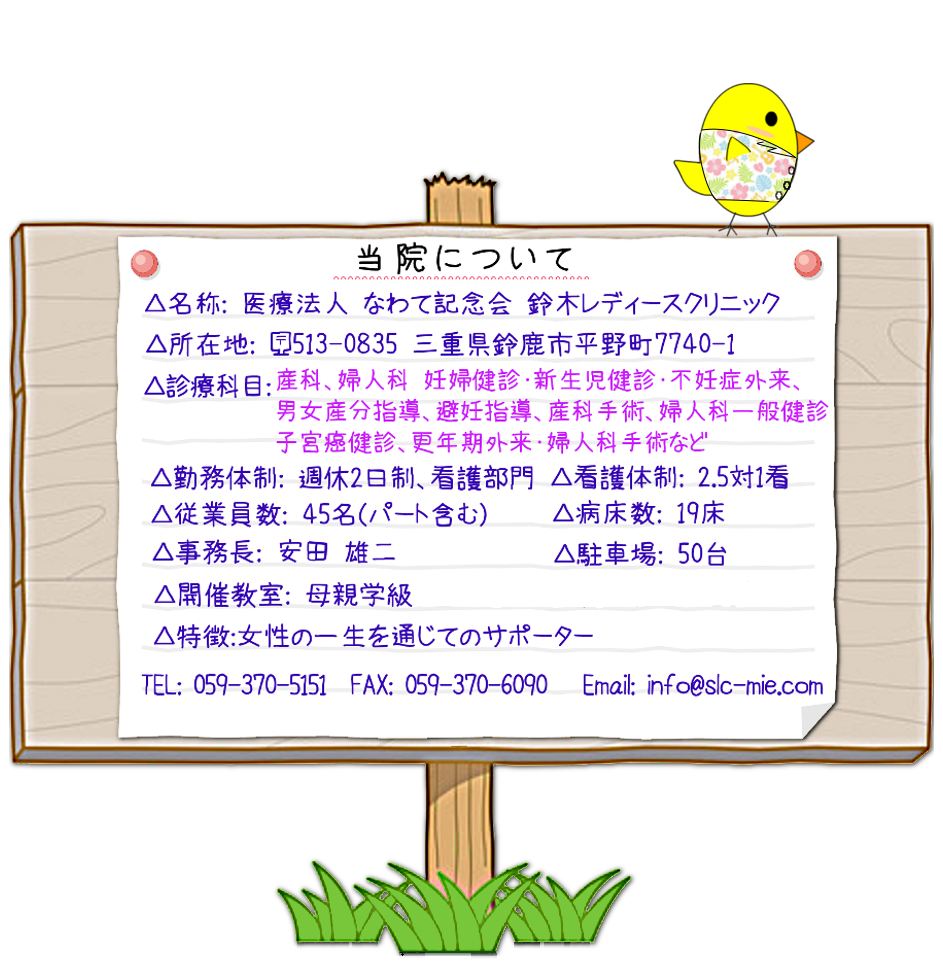 当院について
△名称: 医療法人 なわて記念会 鈴木レディースクリニック
△所在地: 〒513-0835 三重県鈴鹿市平野町7740-1
△診療科目:産科、婦人科 妊婦健診・新生児健診・不妊症外来、
男女産分指導、避妊指導、産科手術、婦人科一般健診
子宮癌健診、更年期外来・婦人科手術など
△勤務体制: 週休2日制、看護部門 △看護体制: 2.5対1看
△従業員数: 45名(パート含む) △病床数: 19床
△事務長: 安田 雄二 △駐車場: 50台
△開催教室: 母親学級
△特徴:女性の一生を通じてのサポーター
TEL: 059-370-5151 FAX: 059-370-6090 Email: info@slc-mie.com